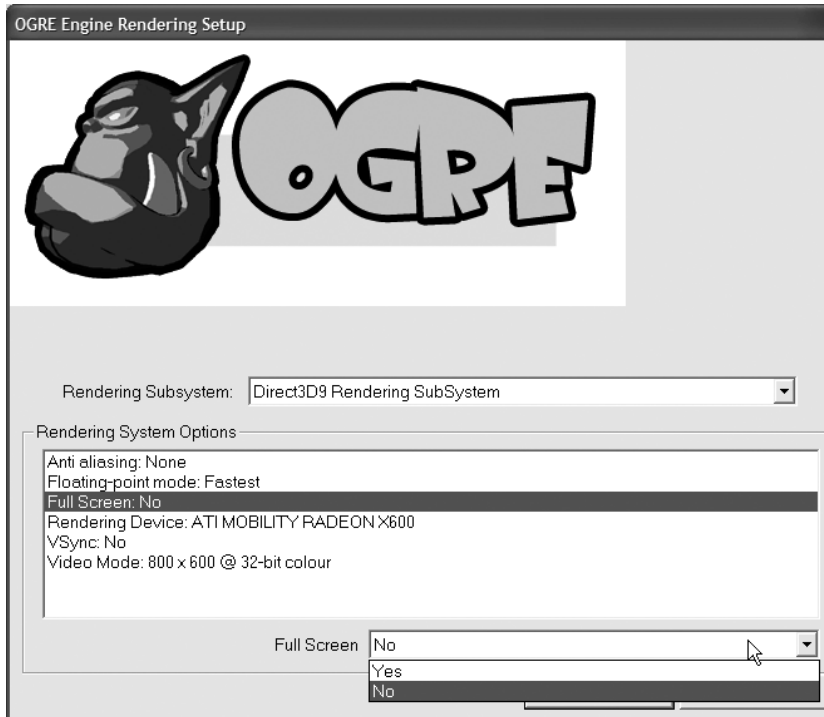 OGRE Engine Rendering Setup
OGRE
Rendering Subsystem: Direct3D9 Rendering SubSystem
Rendering System Options
Anti aliasing: None
Floating-point mode: Fastest
Full Screen: No
Rendering Device: ATI MOBILITY RADEON X600
VSync: No
Video Mode: 800 x 600 @ 32-bit colour
Full Screen No
Yes
No